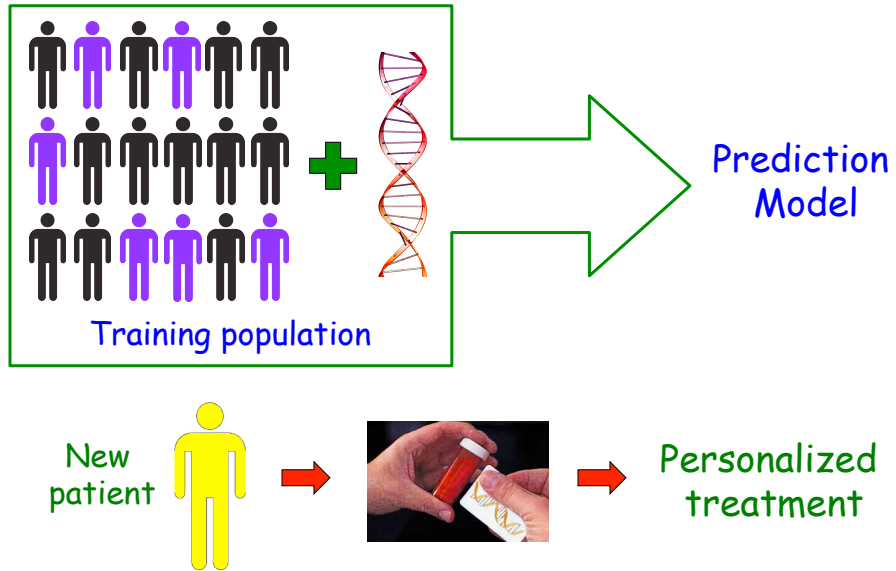 Prediction
Model
Training population
New
patient
Personalized
treatment